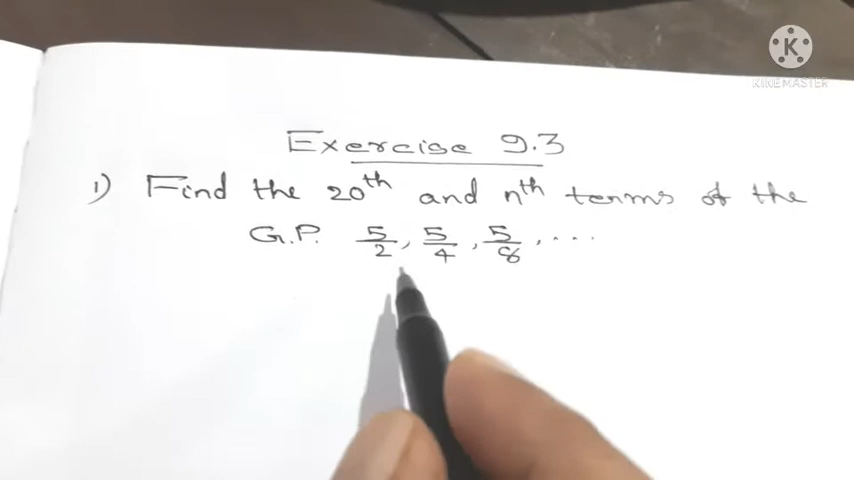 KINEMASTER
Exercise 9.3
1) Find the 20th and nth terms of the
G.P. 5/2, 5/4, 5/8, ...